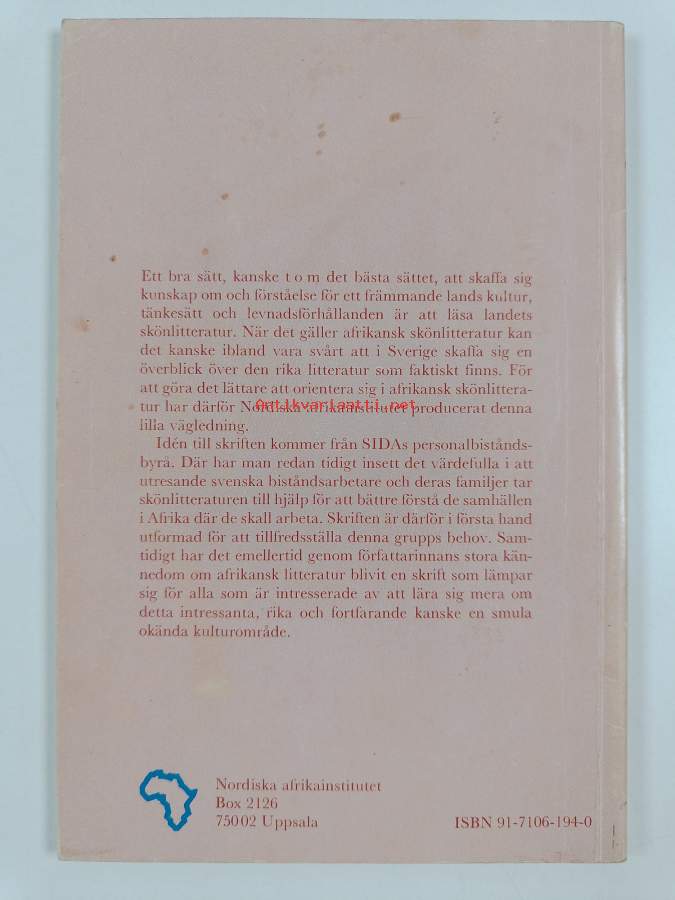 Ett bra sätt, kanske t o m det bästa sättet, att skaffa sig
kunskap om och förståelse för ett främmande lands kultur,
tänkesätt och levnadsförhållanden är att läsa landets
skönlitteratur. När det gäller afrikansk skönlitteratur kan
det kanske ibland vara svårt att i Sverige skaffa sig en
överblick över den rika litteratur som faktiskt finns. För
att göra det lättare att orientera sig i afrikansk skönlittera-
tur har därför Nordiska afrikainstitutet producerat denna
antikvariantti.net
lilla vägledning.
Idén till skriften kommer från SIDAs personalbistånds-
byrå. Där har man redan tidigt insett det värdefulla i att
utresande svenska biståndsarbetare och deras familjer tar
skönlitteraturen till hjälp för att bättre förstå de samhällen
i Afrika där de skall arbeta. Skriften är därför i första hand
utformad för att tillfredsställa denna grupps behov. Sam-
tidigt har det emellertid genom författarinnans stora kän-
nedom om afrikansk litteratur blivit en skrift som lämpar
sig för alla som är intresserade av att lära sig mera om
detta intressanta, rika och fortfarande kanske en smula
okända kulturområde.
Nordiska afrikainstitutet
Box 2126
75002 Uppsala
ISBN 91-7106-194-0